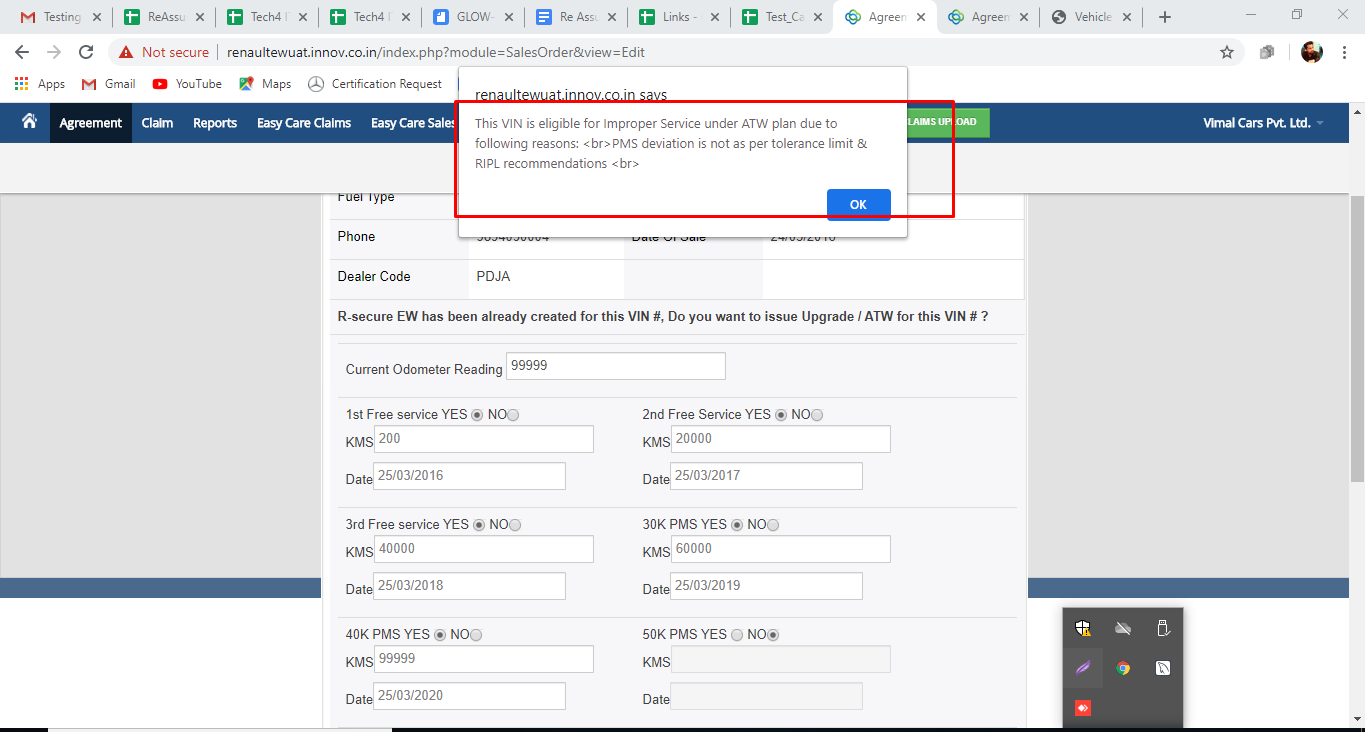 Testing
ReAssu
Tech4 I
Tech4 I
GLOW-
Re Assu
Links -
Test_Ca
Agreem
Agreem
Vehicle
Not secure renaultewuat.innov.co.in/index.php?module=SalesOrder&view=Edit
Apps Gmail YouTube Maps Certification Request
renaultewuat.innov.co.in says
This VIN is eligible for Improper Service under ATW plan due to
following reasons: <br>PMS deviation is not as per tolerance limit &
RIPL recommendations <br>
OK
Agreement Claim Reports Easy Care Claims Easy Care Sales LAIMS UPLOAD Vimal Cars Pvt. Ltd.
Fuel Type
Phone Date Of Sale
Dealer Code PDJA
R-secure EW has been already created for this VIN #, Do you want to issue Upgrade / ATW for this VIN # ?
Current Odometer Reading 99999
1st Free service YES NO 2nd Free Service YES NO
KMS 200 KMS 20000
Date 25/03/2016 Date 25/03/2017
3rd Free service YES NO 30K PMS YES NO
KMS 40000 KMS 60000
Date 25/03/2018 Date 25/03/2019
40K PMS YES NO 50K PMS YES NO
KMS 99999 KMS
Date 25/03/2020 Date